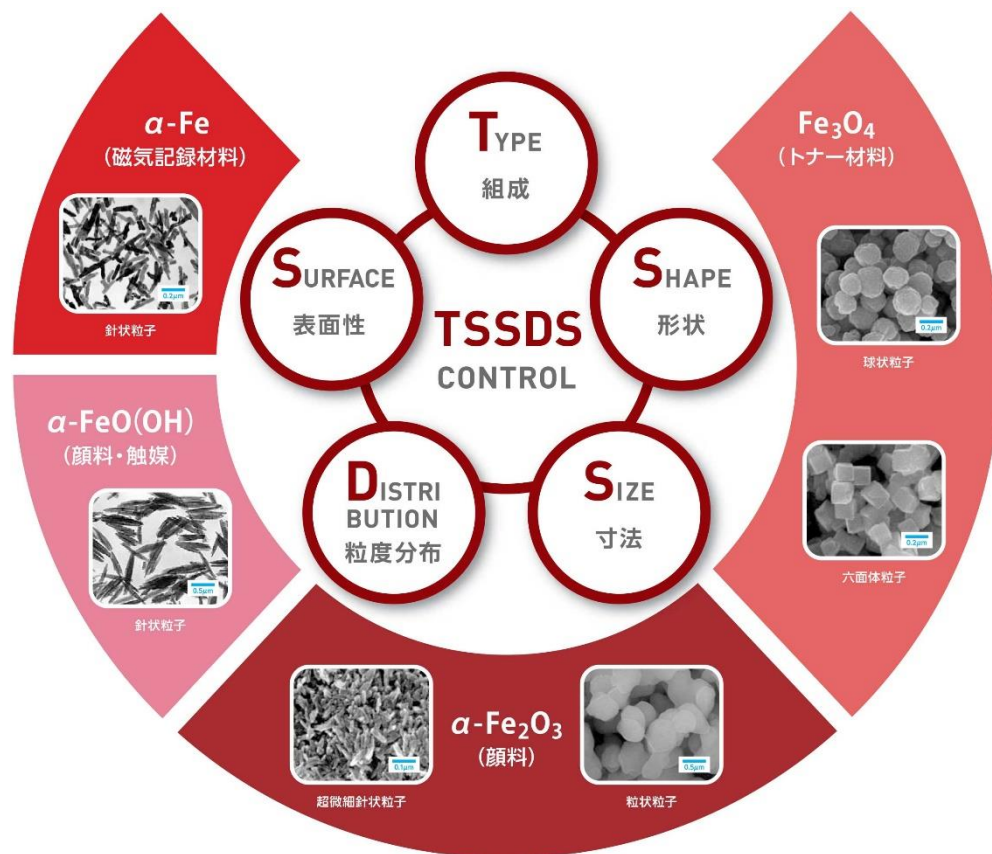 α-Fe
(磁気記録材料)
0.2μm
針状粒子
α-FeO(OH)
(顔料・触媒)
0.5μm
針状粒子
TYPE
組成
SURFACE
表面性
SHAPE
形状
TSSDS
CONTROL
DISTRI
BUTION
粒度分布
SIZE
寸法
Fe₃O₄
(トナー材料)
0.2μm
球状粒子
0.2μm
六面体粒子
α-Fe₂O₃
(顔料)
0.1μm
超微細針状粒子
0.5μm
粒状粒子